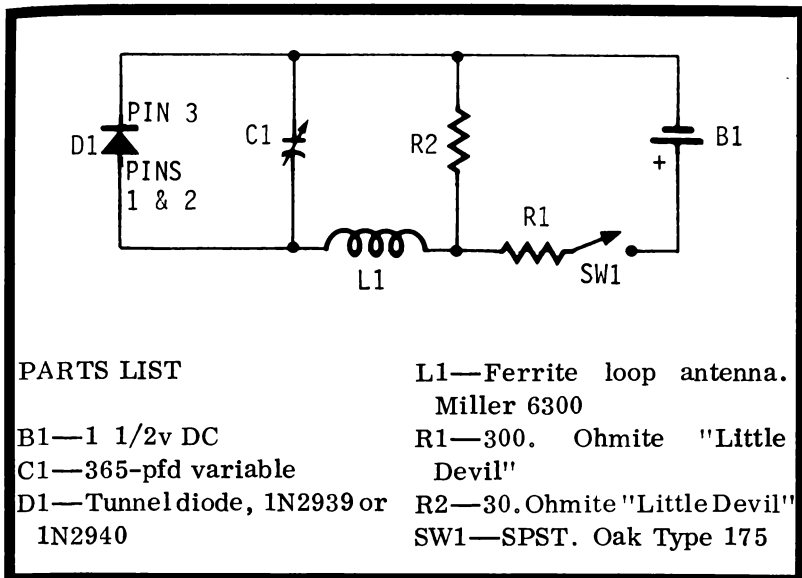 PIN 3
D1
PINS
1 & 2
C1
R2
B1
+
R1
SW1
L1
PARTS LIST
B1—1 1/2v DC
C1—365-pfd variable
D1—Tunnel diode, 1N2939 or
1N2940
L1—Ferrite loop antenna.
Miller 6300
R1—300. Ohmite "Little
Devil"
R2—30. Ohmite "Little Devil"
SW1—SPST. Oak Type 175